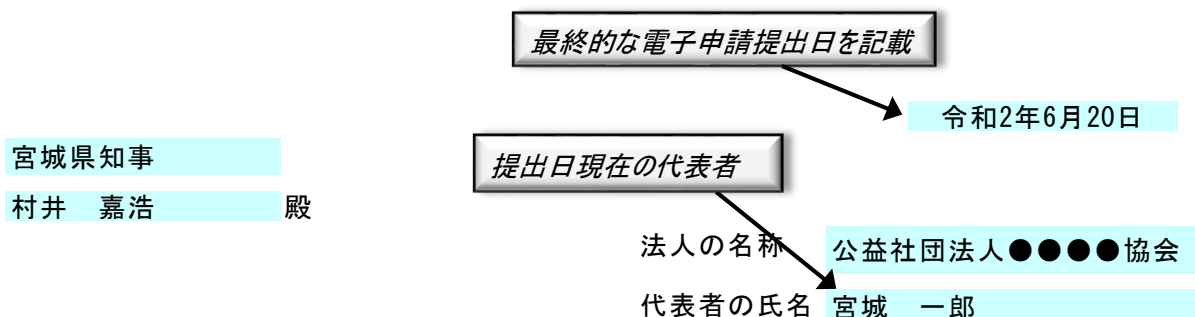 最終的な電子申請提出日を記載
令和2年6月20日
宮城県知事
提出日現在の代表者
村井 嘉浩 殿
法人の名称 公益社団法人●●●●協会
代表者の氏名 宮城 一郎